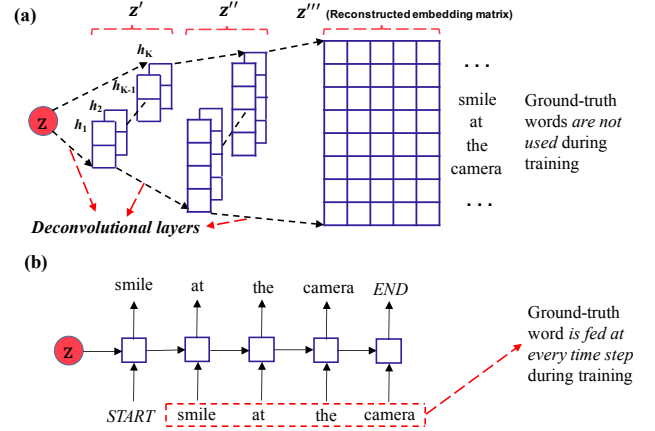 (a)
z' z'' z''' (Reconstructed embedding matrix)
h_K
h_{K-1}
h_2
h_1
z
. . .
smile
at
the
camera
. . .
Ground-truth
words are not
used during
training
Deconvolutional layers
(b)
smile at the camera END
z
START smile at the camera
Ground-truth
word is fed at
every time step
during training